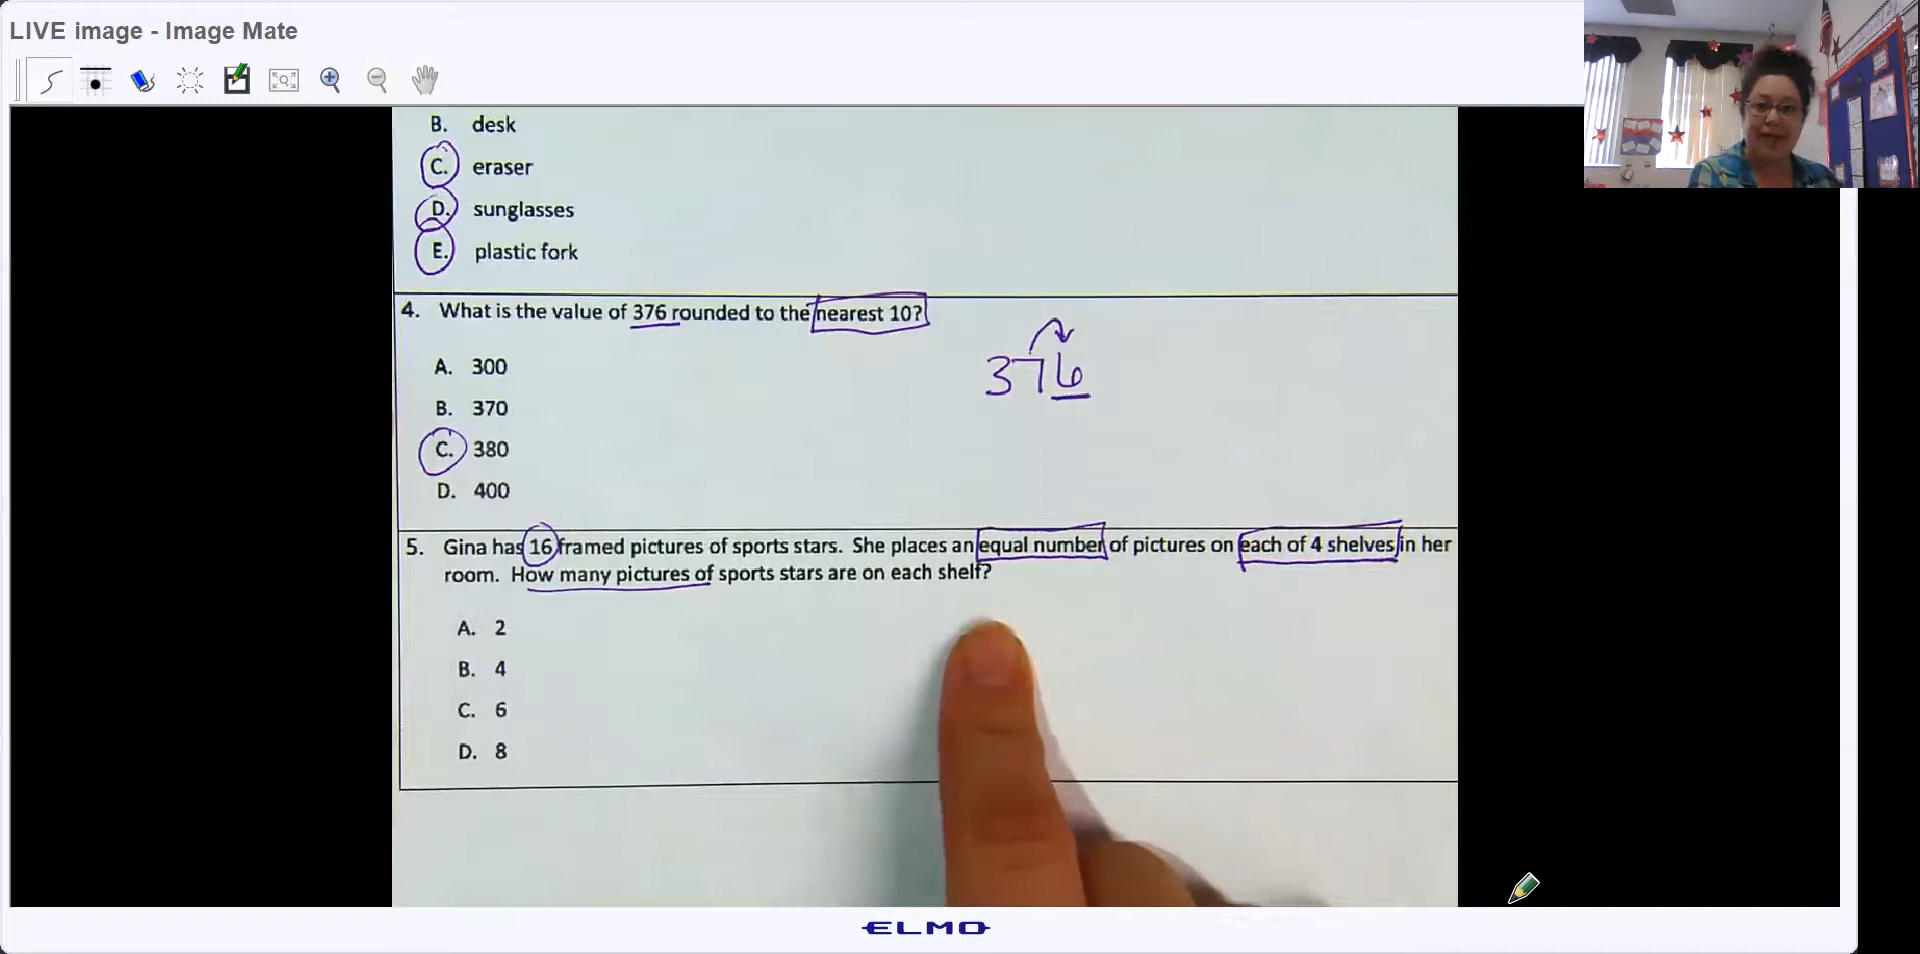 LIVE image - Image Mate
B. desk
C. eraser
D. sunglasses
E. plastic fork
4. What is the value of 376 rounded to the nearest 10?
376
A. 300
B. 370
C. 380
D. 400
5. Gina has 16 framed pictures of sports stars. She places an equal number of pictures on each of 4 shelves in her
room. How many pictures of sports stars are on each shelf?
A. 2
B. 4
C. 6
D. 8
ELMO